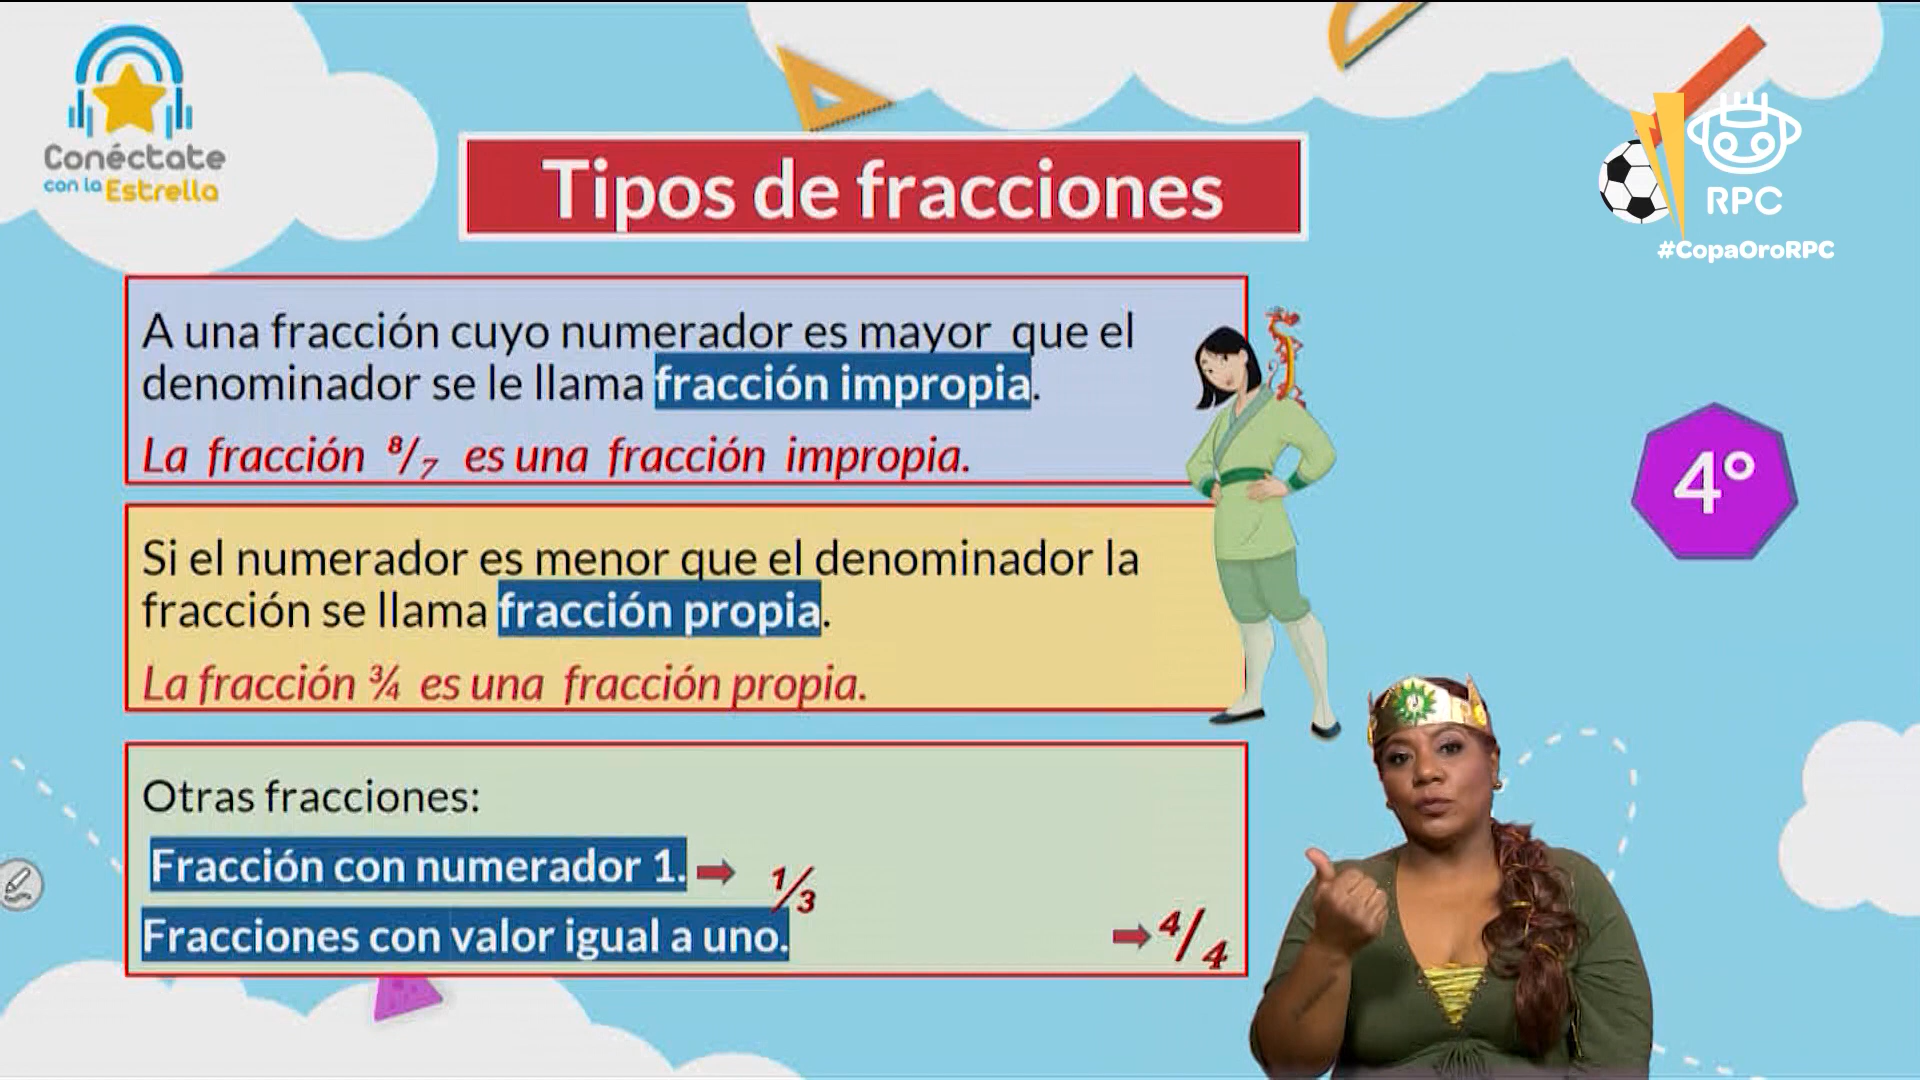 Conéctate
con la Estrella
Tipos de fracciones
RPC
#CopaOroRPC
A una fracción cuyo numerador es mayor que el
denominador se le llama fracción impropia.
La fracción ⁸/₇ es una fracción impropia.
4°
Si el numerador es menor que el denominador la
fracción se llama fracción propia.
La fracción ¾ es una fracción propia.
Otras fracciones:
Fracción con numerador 1. ➡ ⅓
Fracciones con valor igual a uno. ➡ ⁴/₄